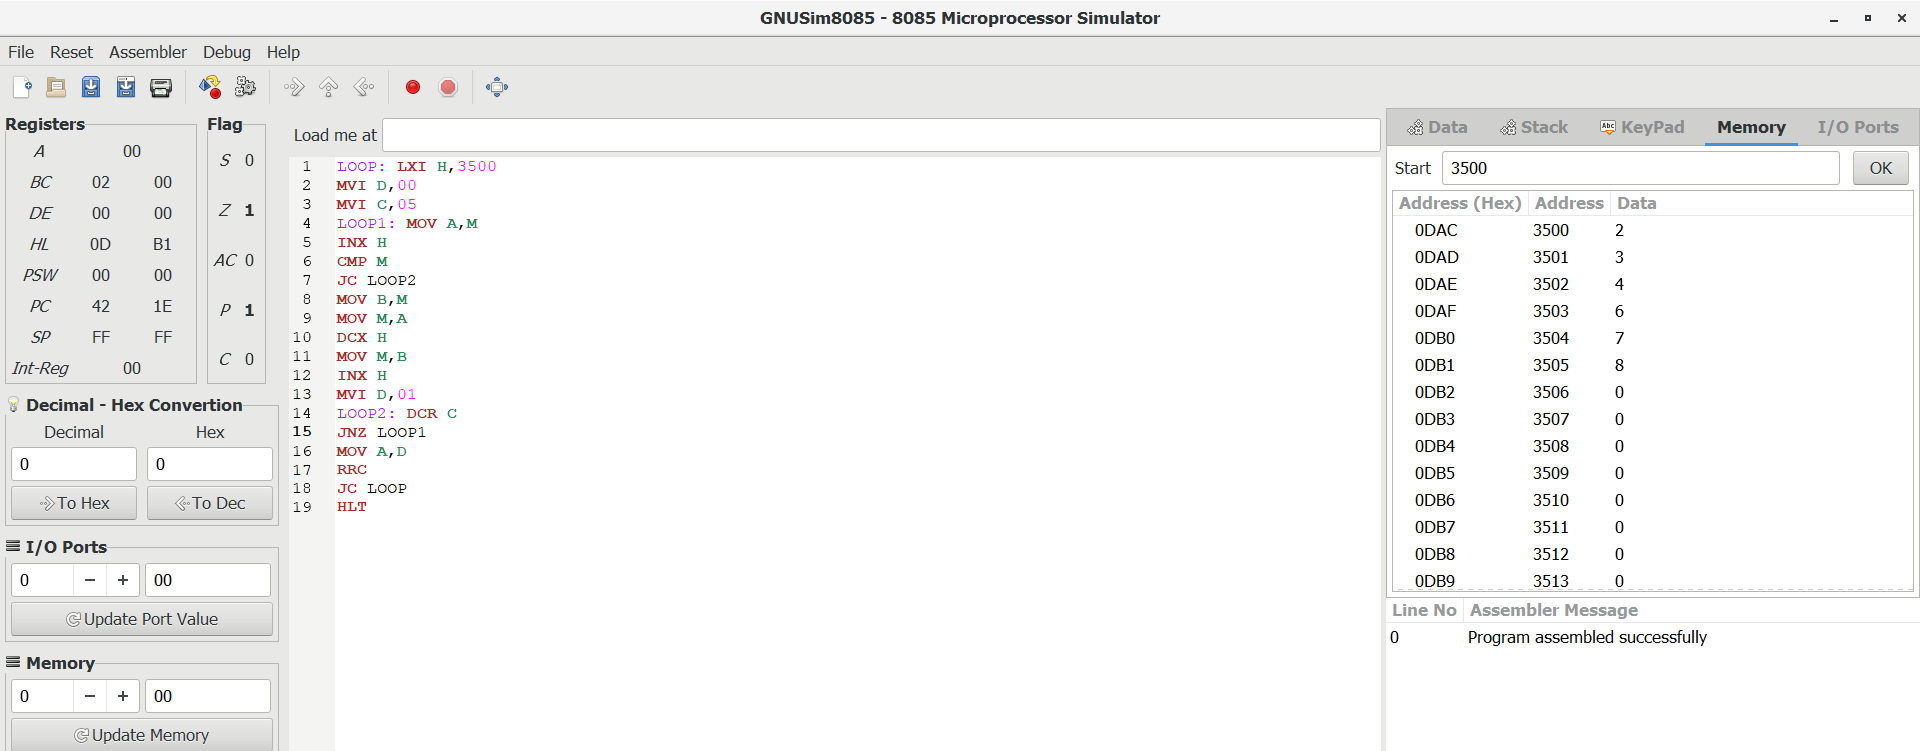 GNUSim8085 - 8085 Microprocessor Simulator
File Reset Assembler Debug Help
Registers
A 00
BC 02 00
DE 00 00
HL 0D B1
PSW 00 00
PC 42 1E
SP FF FF
Int-Reg 00
Flag
S 0
Z 1
AC 0
P 1
C 0
Decimal - Hex Convertion
Decimal Hex
0 0
To Hex To Dec
I/O Ports
0 − + 00
Update Port Value
Memory
0 − + 00
Update Memory
Load me at
1 LOOP: LXI H,3500
2 MVI D,00
3 MVI C,05
4 LOOP1: MOV A,M
5 INX H
6 CMP M
7 JC LOOP2
8 MOV B,M
9 MOV M,A
10 DCX H
11 MOV M,B
12 INX H
13 MVI D,01
14 LOOP2: DCR C
15 JNZ LOOP1
16 MOV A,D
17 RRC
18 JC LOOP
19 HLT
Data Stack Abc KeyPad Memory I/O Ports
Start 3500 OK
Address (Hex) Address Data
0DAC 3500 2
0DAD 3501 3
0DAE 3502 4
0DAF 3503 6
0DB0 3504 7
0DB1 3505 8
0DB2 3506 0
0DB3 3507 0
0DB4 3508 0
0DB5 3509 0
0DB6 3510 0
0DB7 3511 0
0DB8 3512 0
0DB9 3513 0
Line No Assembler Message
0 Program assembled successfully